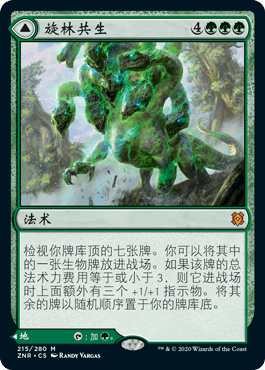 旋林共生 4
法术
检视你牌库顶的七张牌。你可以将其中
的一张生物牌放进战场。如果该牌的总
法术力费用等于或小于 3，则它进战场
时上面额外有三个 +1/+1 指示物。将其
余的牌以随机顺序置于你的牌库底。
地 ：加
215/280 M
ZNR • CS RANDY VARGAS
™ & © 2020 Wizards of the Coast